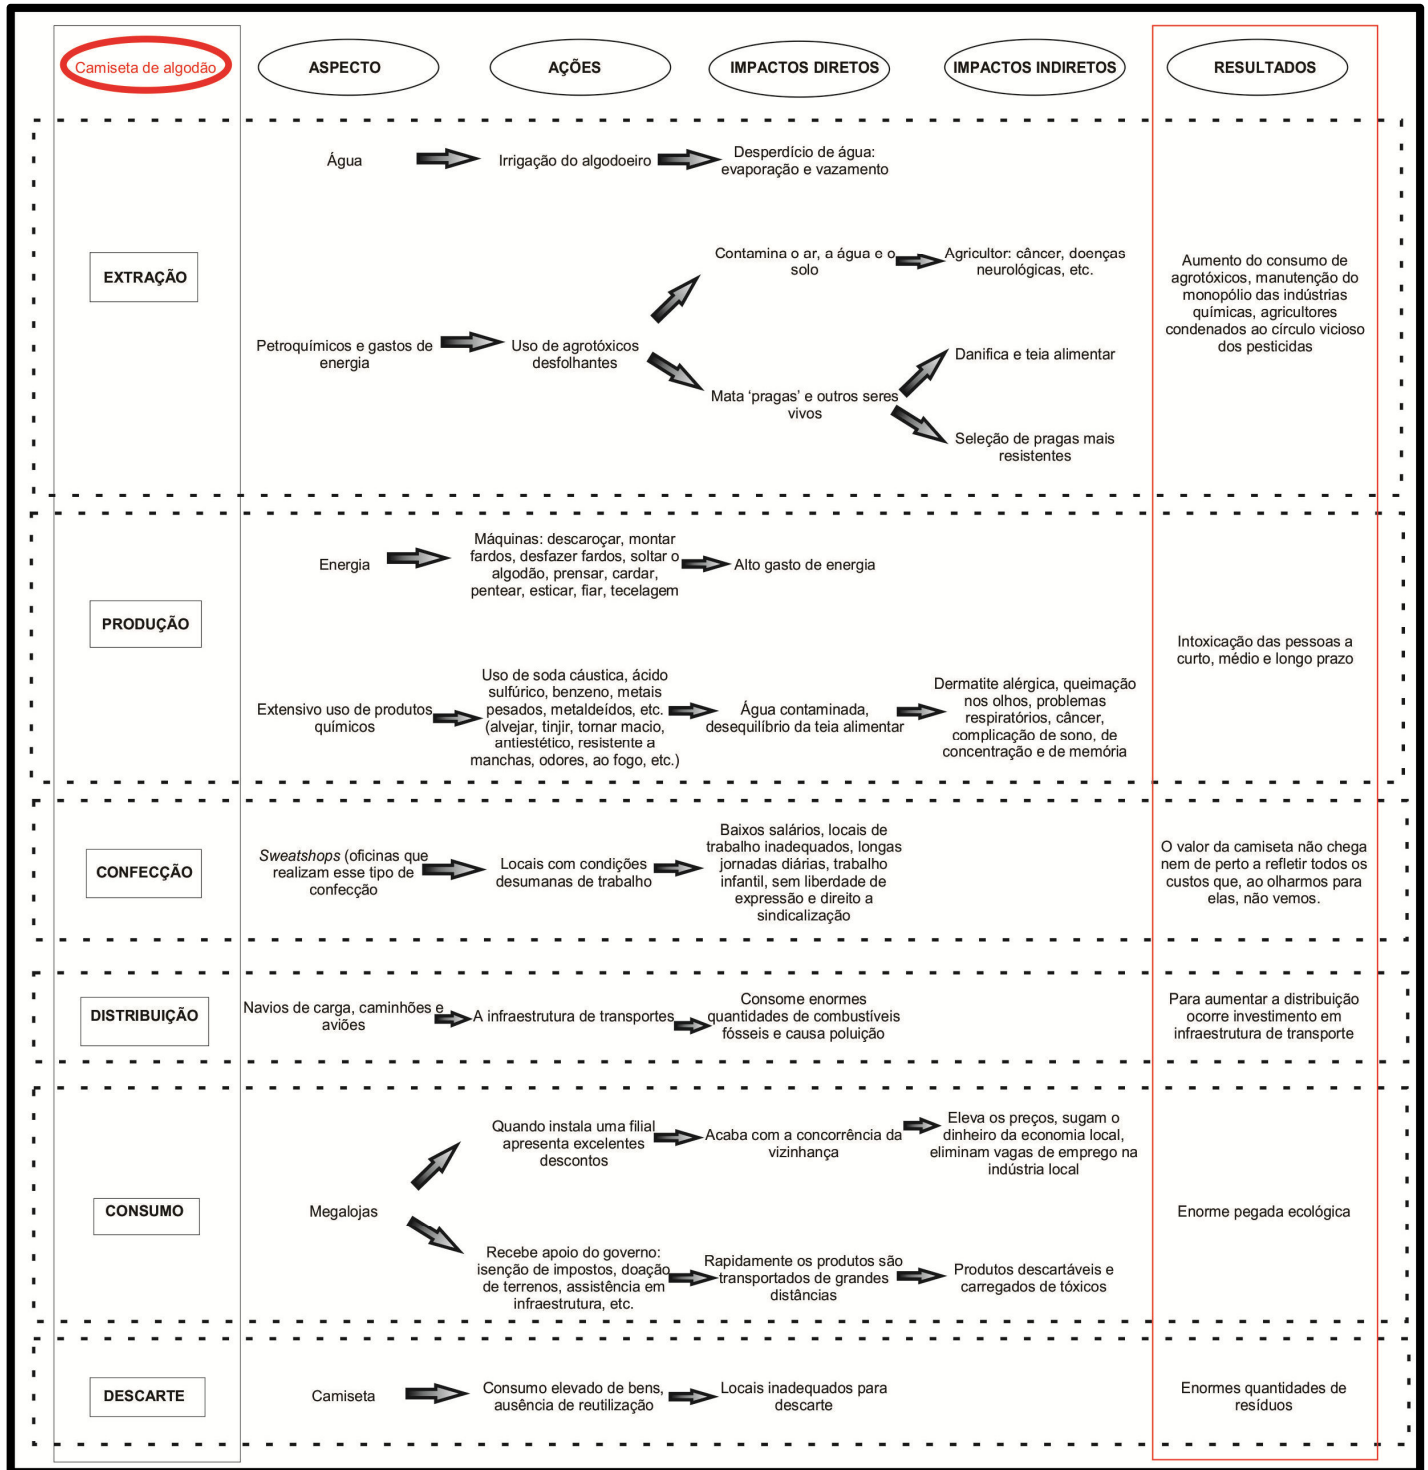 Camiseta de algodão
ASPECTO
AÇÕES
IMPACTOS DIRETOS
IMPACTOS INDIRETOS
RESULTADOS
EXTRAÇÃO
Água
Irrigação do algodoeiro
Desperdício de água:
evaporação e vazamento
Petroquímicos e gastos de
energia
Uso de agrotóxicos
desfolhantes
Contamina o ar, a água e o
solo
Agricultor: câncer, doenças
neurológicas, etc.
Mata ‘pragas’ e outros seres
vivos
Danifica e teia alimentar
Seleção de pragas mais
resistentes
Aumento do consumo de
agrotóxicos, manutenção do
monopólio das indústrias
químicas, agricultores
condenados ao círculo vicioso
dos pesticidas
PRODUÇÃO
Energia
Máquinas: descaroçar, montar
fardos, desfazer fardos, soltar o
algodão, prensar, cardar,
pentear, esticar, fiar, tecelagem
Alto gasto de energia
Extensivo uso de produtos
químicos
Uso de soda cáustica, ácido
sulfúrico, benzeno, metais
pesados, metaldeídos, etc.
(alvejar, tinjir, tornar macio,
antiestético, resistente a
manchas, odores, ao fogo, etc.)
Água contaminada,
desequilíbrio da teia alimentar
Dermatite alérgica, queimação
nos olhos, problemas
respiratórios, câncer,
complicação de sono, de
concentração e de memória
Intoxicação das pessoas a
curto, médio e longo prazo
CONFECÇÃO
Sweatshops (oficinas que
realizam esse tipo de
confecção
Locais com condições
desumanas de trabalho
Baixos salários, locais de
trabalho inadequados, longas
jornadas diárias, trabalho
infantil, sem liberdade de
expressão e direito a
sindicalização
O valor da camiseta não chega
nem de perto a refletir todos os
custos que, ao olharmos para
elas, não vemos.
DISTRIBUIÇÃO
Navios de carga, caminhões e
aviões
A infraestrutura de transportes
Consome enormes
quantidades de combustíveis
fósseis e causa poluição
Para aumentar a distribuição
ocorre investimento em
infraestrutura de transporte
CONSUMO
Megalojas
Quando instala uma filial
apresenta excelentes
descontos
Acaba com a concorrência da
vizinhança
Eleva os preços, sugam o
dinheiro da economia local,
eliminam vagas de emprego na
indústria local
Recebe apoio do governo:
isenção de impostos, doação
de terrenos, assistência em
infraestrutura, etc.
Rapidamente os produtos são
transportados de grandes
distâncias
Produtos descartáveis e
carregados de tóxicos
Enorme pegada ecológica
DESCARTE
Camiseta
Consumo elevado de bens,
ausência de reutilização
Locais inadequados para
descarte
Enormes quantidades de
resíduos